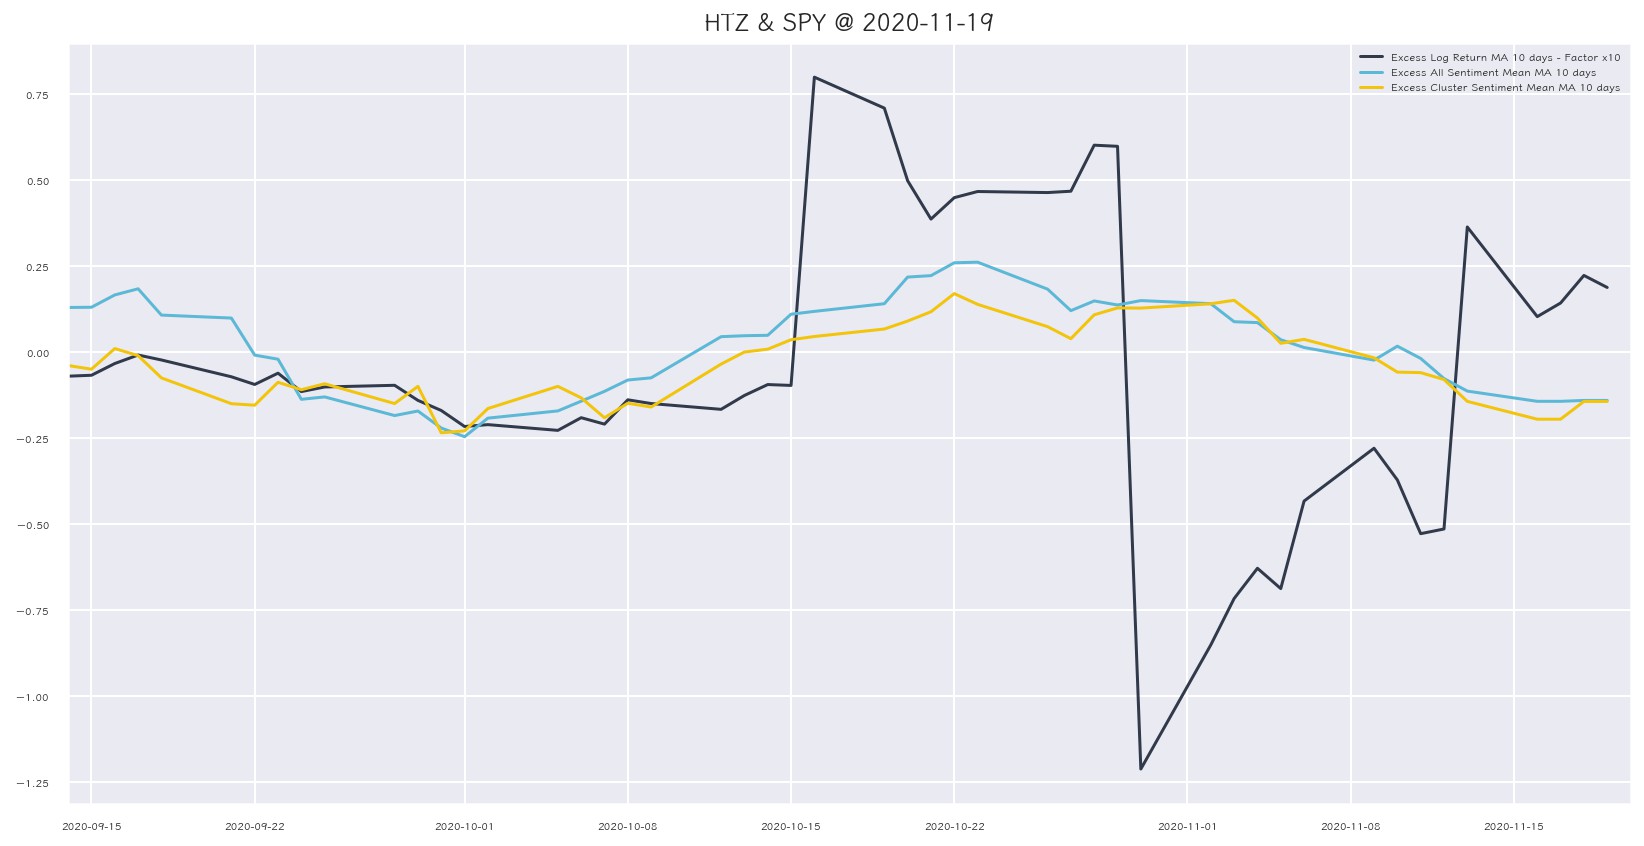 HTZ & SPY @ 2020-11-19
Excess Log Return MA 10 days - Factor x10
Excess All Sentiment Mean MA 10 days
Excess Cluster Sentiment Mean MA 10 days
0.75
0.50
0.25
0.00
−0.25
−0.50
−0.75
−1.00
−1.25
2020-09-15 2020-09-22 2020-10-01 2020-10-08 2020-10-15 2020-10-22 2020-11-01 2020-11-08 2020-11-15